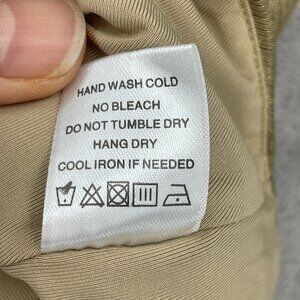 HAND WASH COLD
NO BLEACH
DO NOT TUMBLE DRY
HANG DRY
COOL IRON IF NEEDED